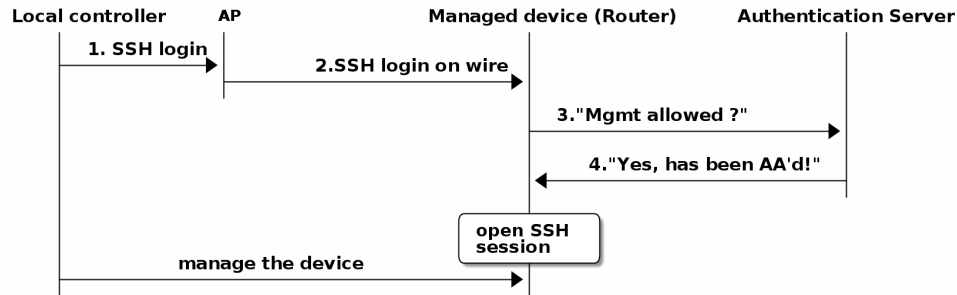 Local controller
AP
Managed device (Router)
Authentication Server
1. SSH login
2.SSH login on wire
3."Mgmt allowed ?"
4."Yes, has been AA'd!"
open SSH
session
manage the device